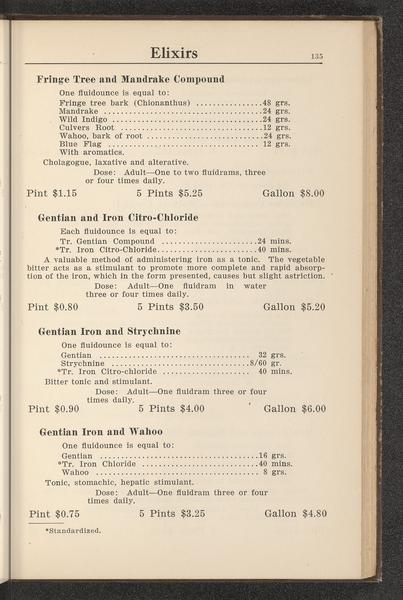 Elixirs 135
Fringe Tree and Mandrake Compound
One fluidounce is equal to:
Fringe tree bark (Chionanthus) ...............48 grs.
Mandrake ....................................24 grs.
Wild Indigo ..................................24 grs.
Culvers Root ................................12 grs.
Wahoo, bark of root ..........................24 grs.
Blue Flag ................................... 12 grs.
With aromatics.
Cholagogue, laxative and alterative.
Dose: Adult—One to two fluidrams, three
or four times daily.
Pint $1.15 5 Pints $5.25 Gallon $8.00
Gentian and Iron Citro-Chloride
Each fluidounce is equal to:
Tr. Gentian Compound ......................24 mins.
*Tr. Iron Citro-Chloride.......................40 mins.
A valuable method of administering iron as a tonic. The vegetable
bitter acts as a stimulant to promote more complete and rapid absorp-
tion of the iron, which in the form presented, causes but slight astriction.
Dose: Adult—One fluidram in water
three or four times daily.
Pint $0.80 5 Pints $3.50 Gallon $5.20
Gentian Iron and Strychnine
One fluidounce is equal to:
Gentian .................................. 32 grs.
Strychnine ................................8/60 gr.
*Tr. Iron Citro-chloride .................... 40 mins.
Bitter tonic and stimulant.
Dose: Adult—One fluidram three or four
times daily.
Pint $0.90 5 Pints $4.00 Gallon $6.00
Gentian Iron and Wahoo
One fluidounce is equal to:
Gentian ....................................16 grs.
*Tr. Iron Chloride ..........................40 mins.
Wahoo ..................................... 8 grs.
Tonic, stomachic, hepatic stimulant.
Dose: Adult—One fluidram three or four
times daily.
Pint $0.75 5 Pints $3.25 Gallon $4.80
*Standardized.